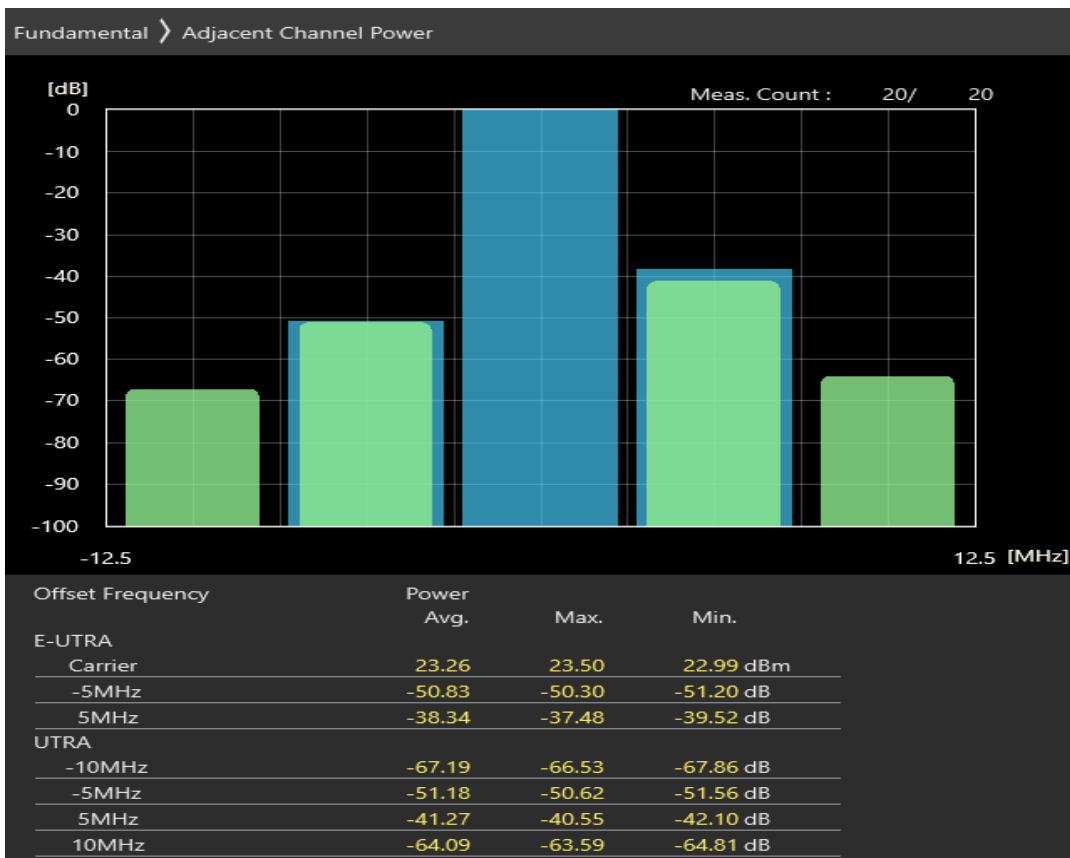 Fundamental 〉 Adjacent Channel Power
[dB]
Meas. Count : 20/ 20
0
-10
-20
-30
-40
-50
-60
-70
-80
-90
-100
-12.5 12.5 [MHz]
Offset Frequency Power
Avg. Max. Min.
E-UTRA
Carrier 23.26 23.50 22.99 dBm
-5MHz -50.83 -50.30 -51.20 dB
5MHz -38.34 -37.48 -39.52 dB
UTRA
-10MHz -67.19 -66.53 -67.86 dB
-5MHz -51.18 -50.62 -51.56 dB
5MHz -41.27 -40.55 -42.10 dB
10MHz -64.09 -63.59 -64.81 dB